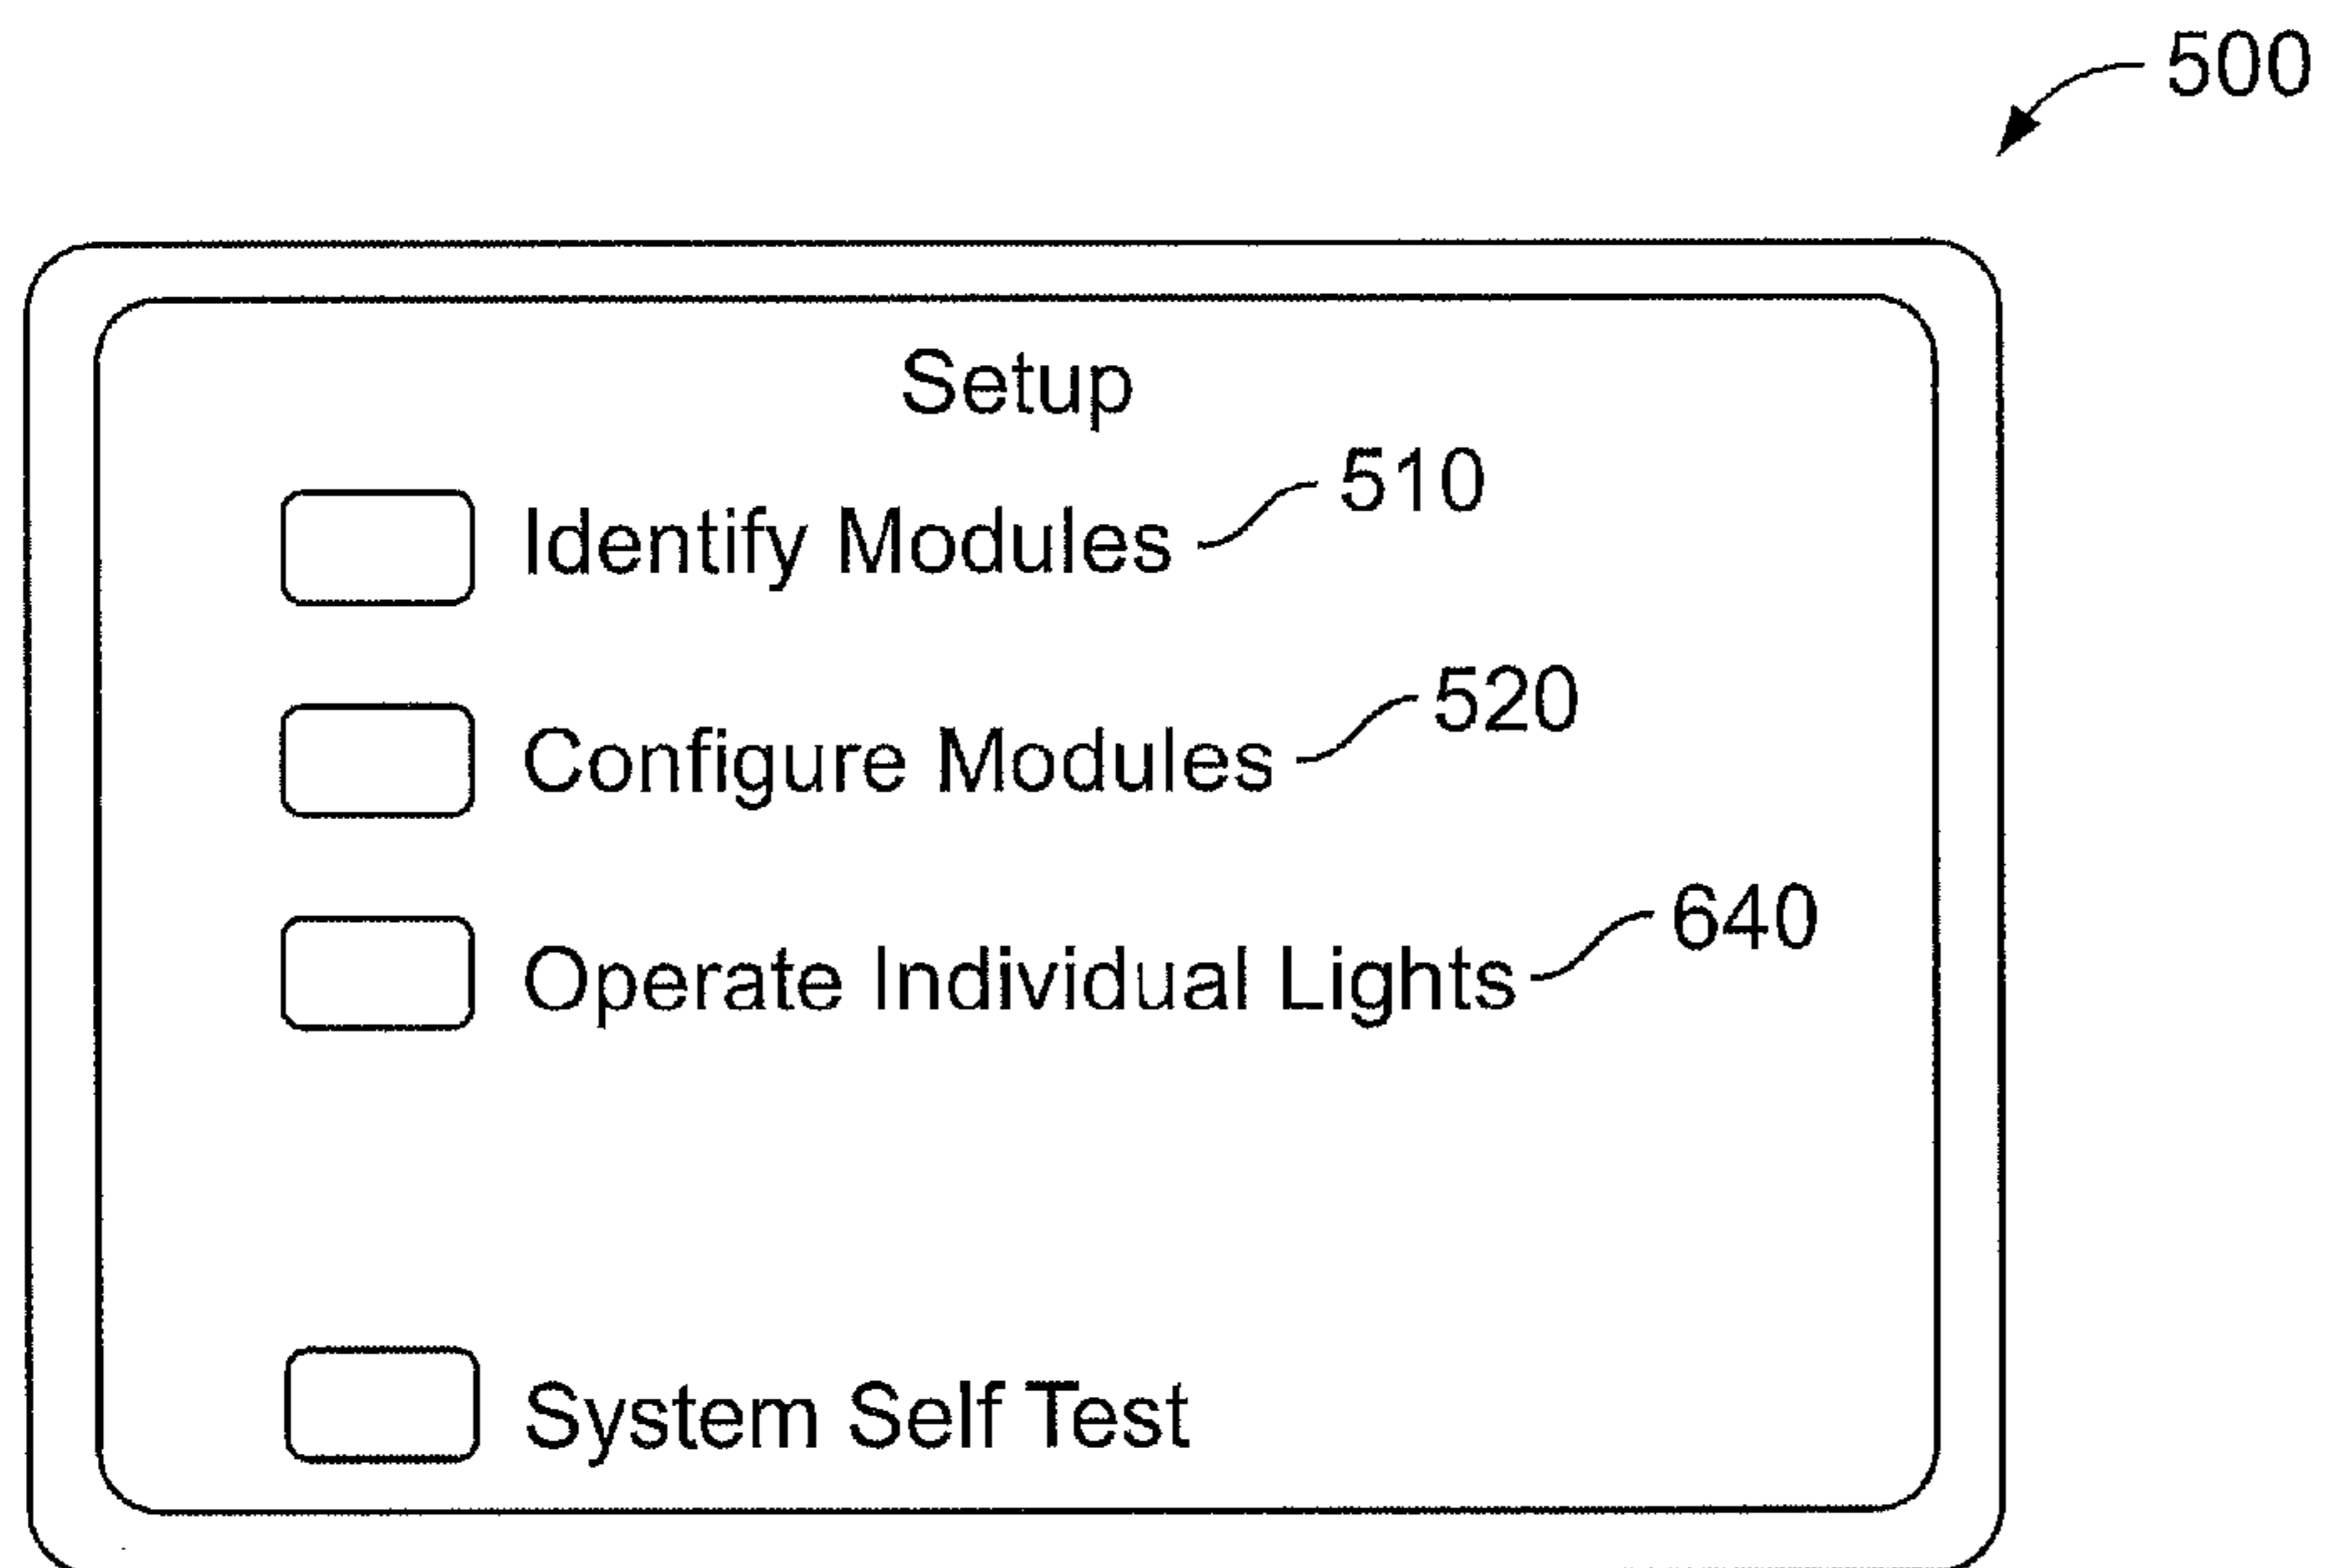 500
Setup
Identify Modules 510
Configure Modules 520
Operate Individual Lights 640
System Self Test